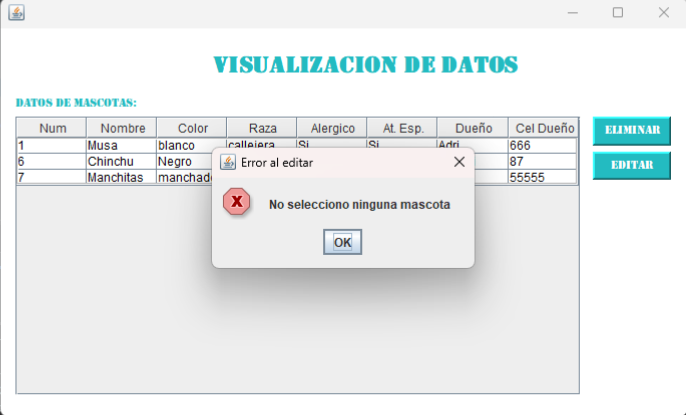 VISUALIZACION DE DATOS
DATOS DE MASCOTAS:
Num Nombre Color Raza Alergico At. Esp. Dueño Cel Dueño
1 Musa blanco callejera Si Si Adri 666
6 Chinchu Negro 87
7 Manchitas manchado 55555
ELIMINAR
EDITAR
Error al editar
No selecciono ninguna mascota
OK